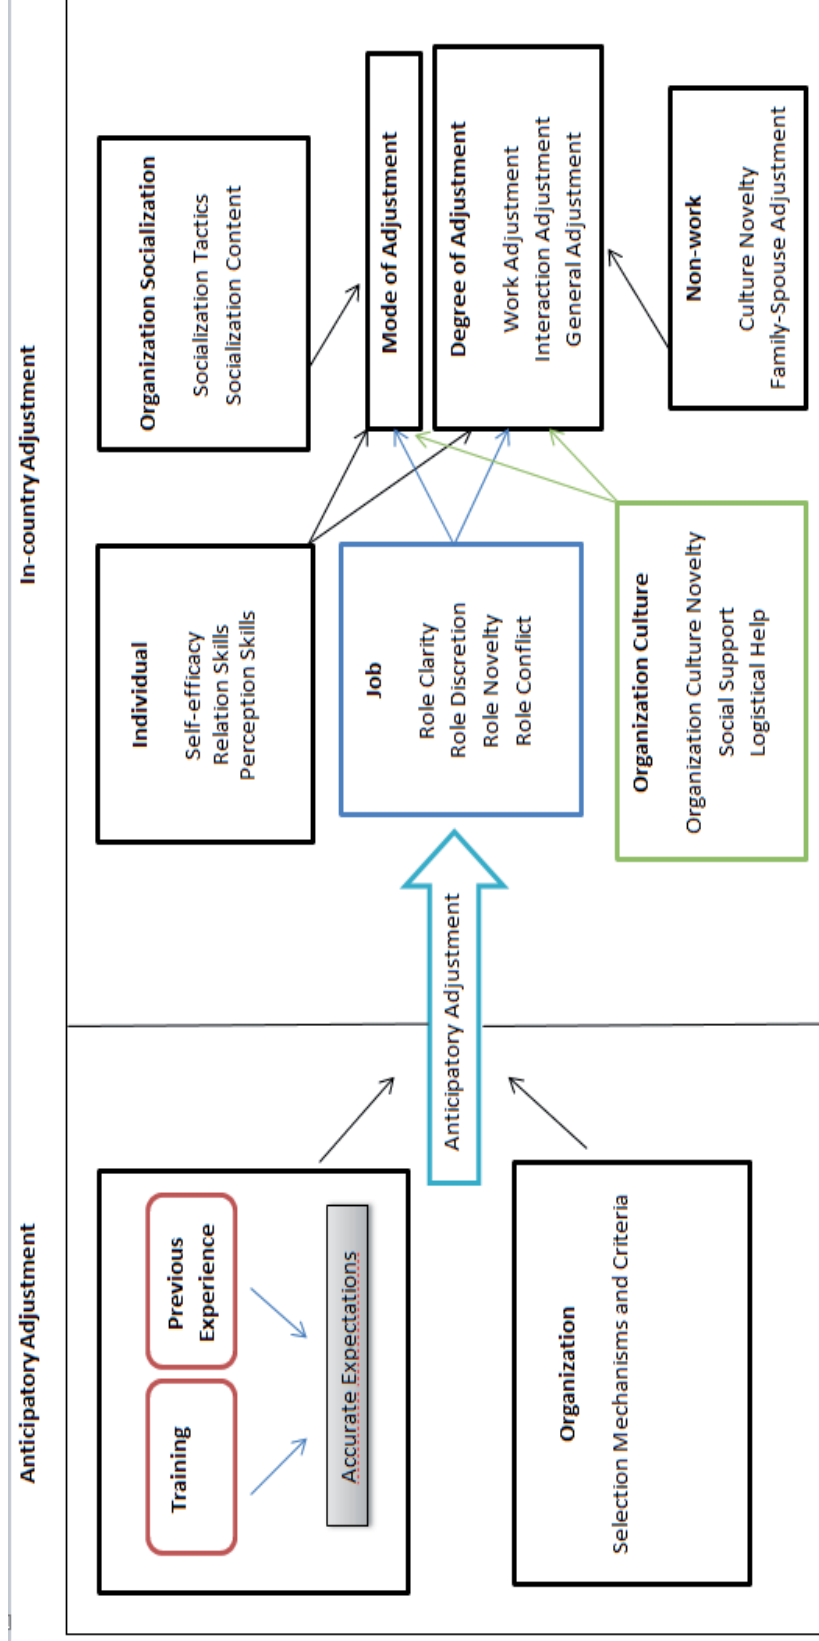 Anticipatory Adjustment
In-country Adjustment
Training
Previous
Experience
Accurate Expectations
Organization
Selection Mechanisms and Criteria
Anticipatory Adjustment
Individual
Self-efficacy
Relation Skills
Perception Skills
Job
Role Clarity
Role Discretion
Role Novelty
Role Conflict
Organization Culture
Organization Culture Novelty
Social Support
Logistical Help
Organization Socialization
Socialization Tactics
Socialization Content
Mode of Adjustment
Degree of Adjustment
Work Adjustment
Interaction Adjustment
General Adjustment
Non-work
Culture Novelty
Family-Spouse Adjustment